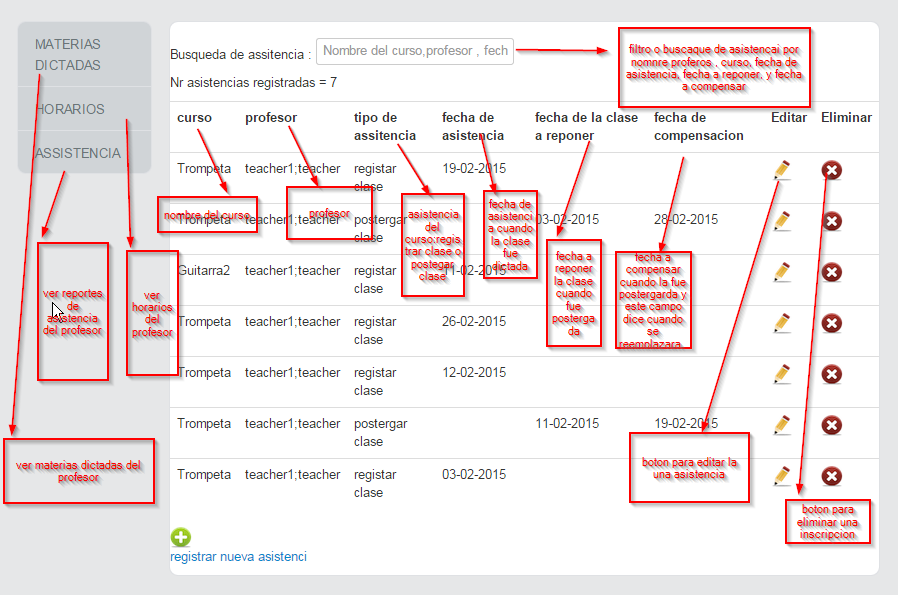 MATERIAS
DICTADAS
HORARIOS
ASSISTENCIA
Busqueda de assitencia : Nombre del curso,profesor , fech
Nr asistencias registradas = 7
filtro o buscaque de asistencai por
nomnre proferos , curso, fecha de
asistencia, fecha a reponer, y fecha
a compensar
curso profesor tipo de assitencia fecha de asistencia fecha de la clase a reponer fecha de compensacion Editar Eliminar
Trompeta teacher1;teacher registar clase 19-02-2015
Trompeta teacher1;teacher postergar clase 03-02-2015 28-02-2015
Guitarra2 teacher1;teacher registar clase 11-02-2015
Trompeta teacher1;teacher registar clase 26-02-2015
Trompeta teacher1;teacher registar clase 12-02-2015
Trompeta teacher1;teacher postergar clase 11-02-2015 19-02-2015
Trompeta teacher1;teacher registar clase 03-02-2015
nombre del curso
profesor
asistencia
del
curso:regis
trar clase o
postegar
clase
fecha de
asistenci
a cuando
la clase
fue
dictada
fecha a
reponer
la clase
cuando
fue
posterga
da
fecha a
compensar
cuando la fue
postergarda y
este campo
dice cuando
se
reemplazara
ver reportes
de
asistencia
del profesor
ver
horarios
del
profesor
ver materias dictadas del
profesor
boton para editar la
una asistencia
boton para
eliminar una
inscripcion
registrar nueva asistenci